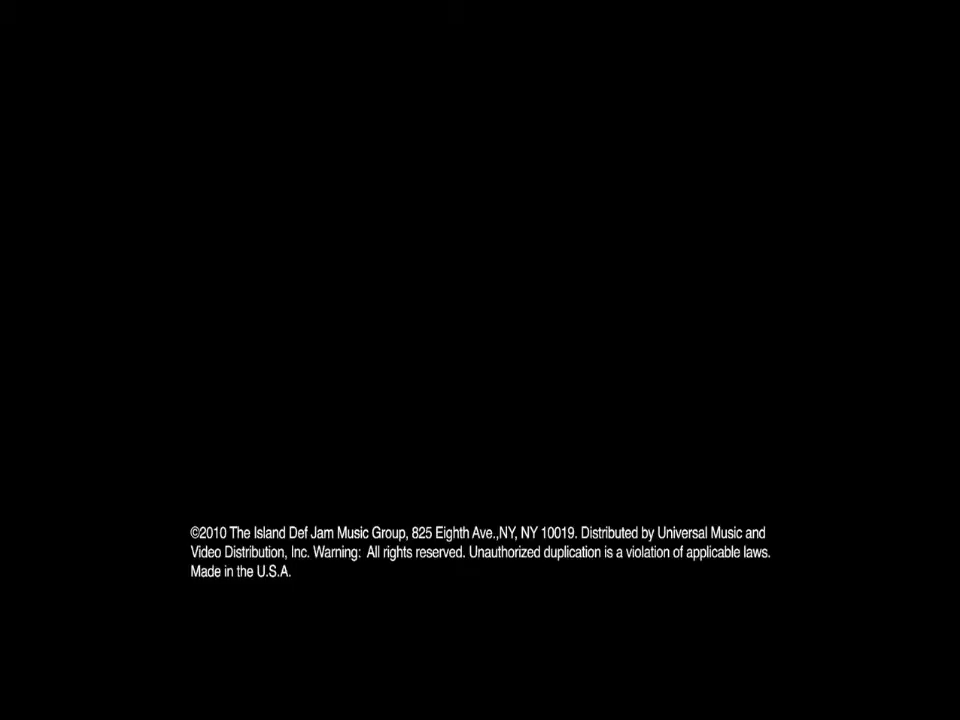 ©2010 The Island Def Jam Music Group, 825 Eighth Ave.,NY, NY 10019. Distributed by Universal Music and
Video Distribution, Inc. Warning:  All rights reserved. Unauthorized duplication is a violation of applicable laws.
Made in the U.S.A.